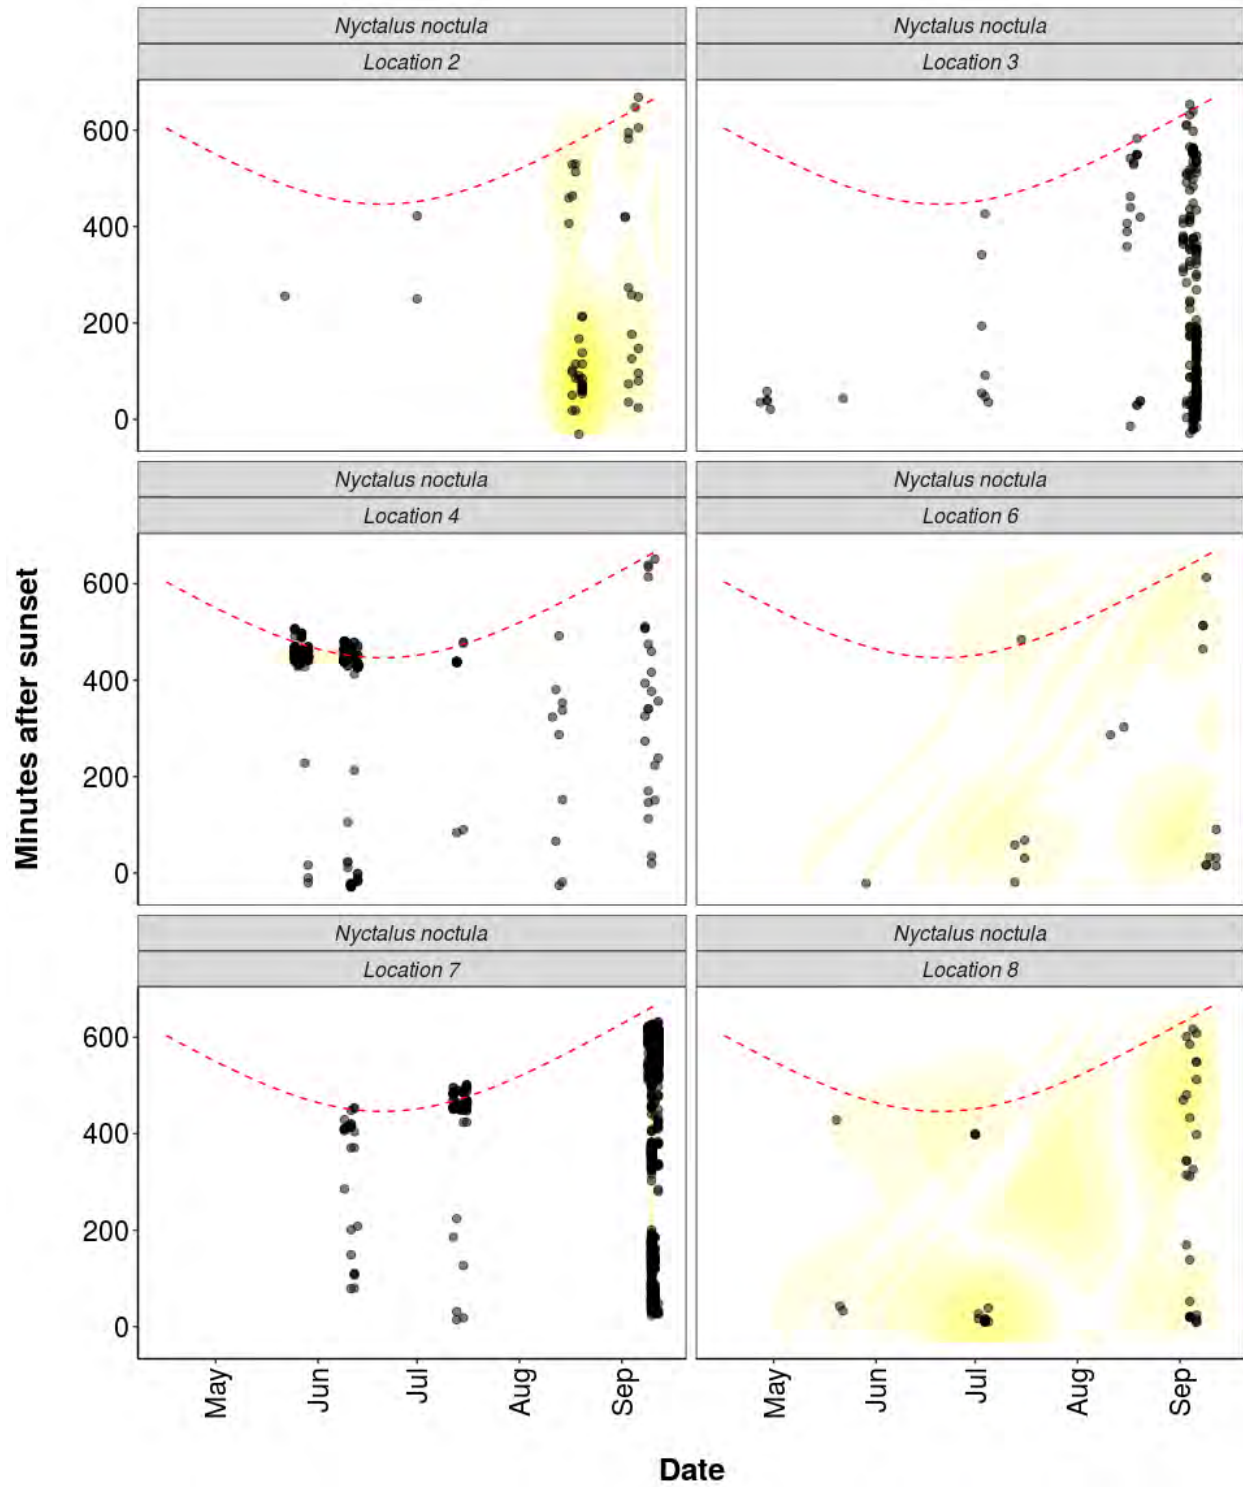 Nyctalus noctula
Nyctalus noctula
Location 2
Location 3
600
400
200
0
Nyctalus noctula
Nyctalus noctula
Location 4
Location 6
600
400
200
0
Minutes after sunset
Nyctalus noctula
Nyctalus noctula
Location 7
Location 8
600
400
200
0
May
Jun
Jul
Aug
Sep
May
Jun
Jul
Aug
Sep
Date